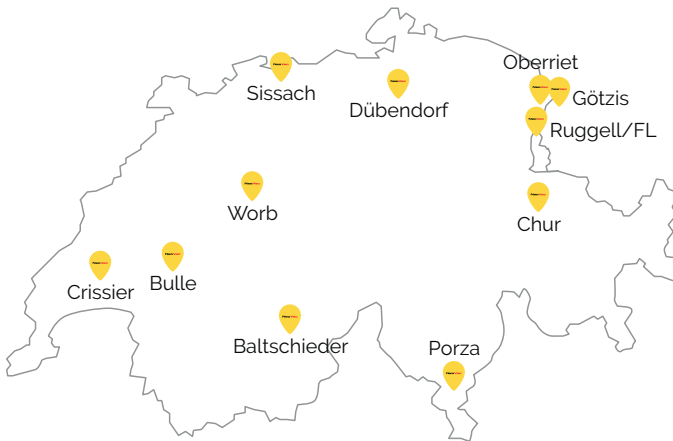 Oberriet
Sissach
Götzis
Dübendorf
Ruggell/FL
Worb
Chur
Bulle
Crissier
Baltschieder
Porza